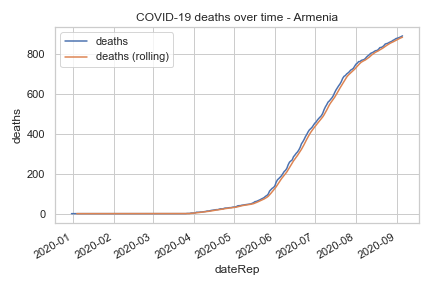 COVID-19 deaths over time - Armenia
deaths
deaths (rolling)
deaths
800
600
400
200
0
2020-01
2020-02
2020-03
2020-04
2020-05
2020-06
2020-07
2020-08
2020-09
dateRep